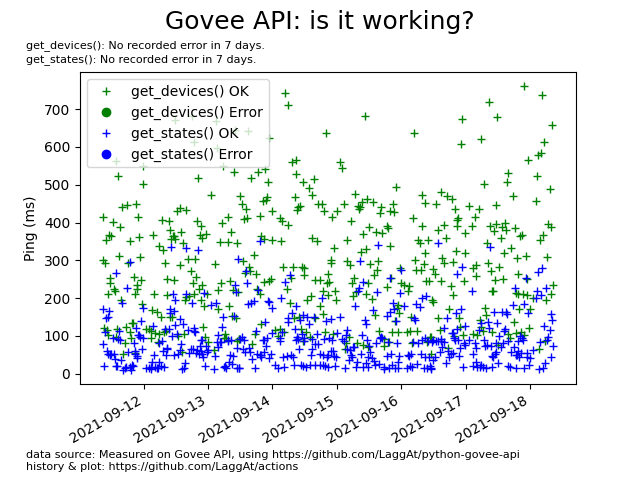 Govee API: is it working?
get_devices(): No recorded error in 7 days.
get_states(): No recorded error in 7 days.
get_devices() OK
get_devices() Error
get_states() OK
get_states() Error
Ping (ms)
700
600
500
400
300
200
100
0
2021-09-12
2021-09-13
2021-09-14
2021-09-15
2021-09-16
2021-09-17
2021-09-18
data source: Measured on Govee API, using https://github.com/LaggAt/python-govee-api
history & plot: https://github.com/LaggAt/actions